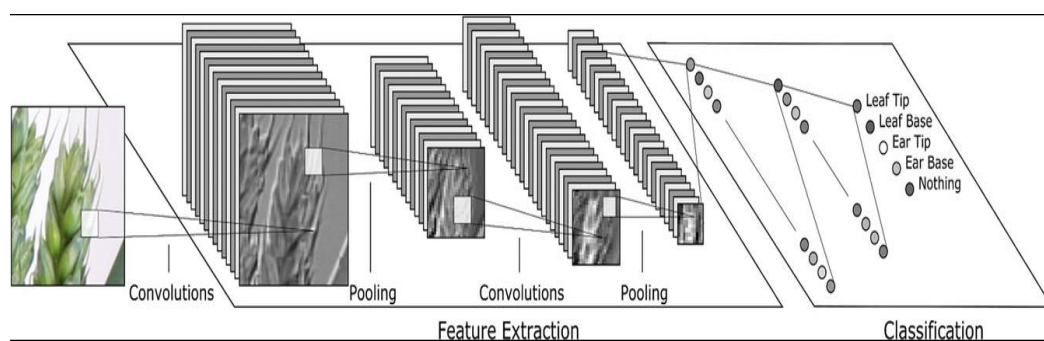 Leaf Tip
Leaf Base
Ear Tip
Ear Base
Nothing
Convolutions
Pooling
Convolutions
Pooling
Feature Extraction
Classification